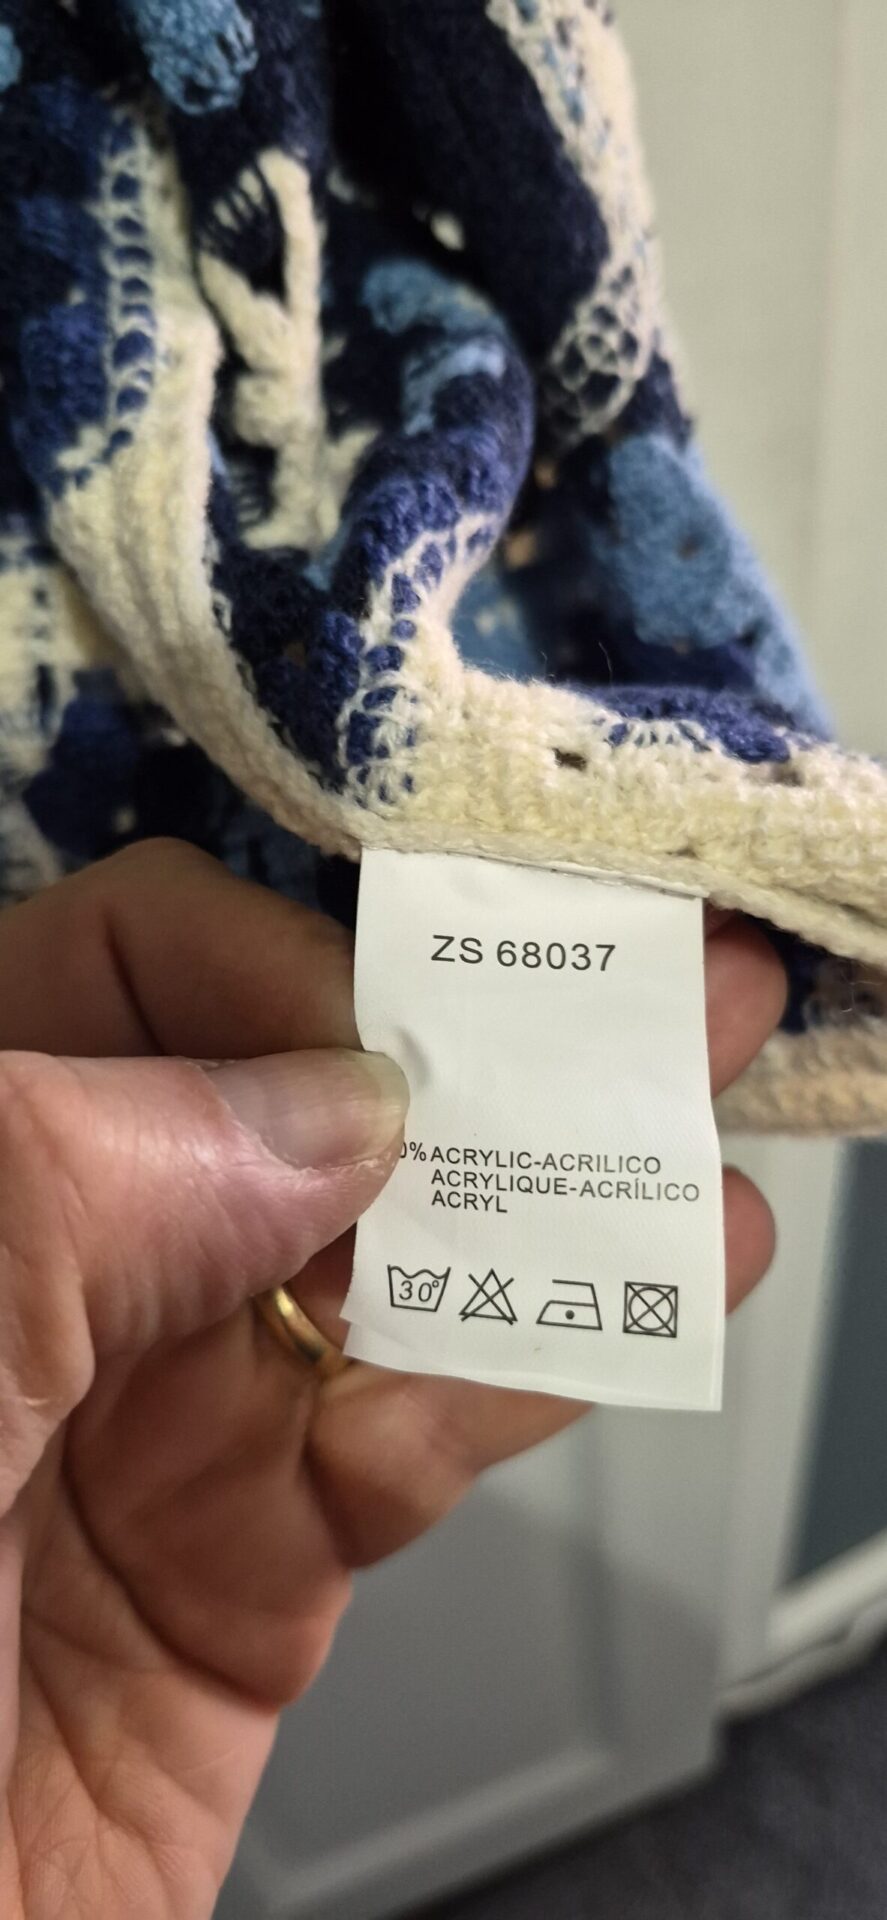 ZS 68037
0% ACRYLIC-ACRILICO
ACRYLIQUE-ACRÍLICO
ACRYL
30°